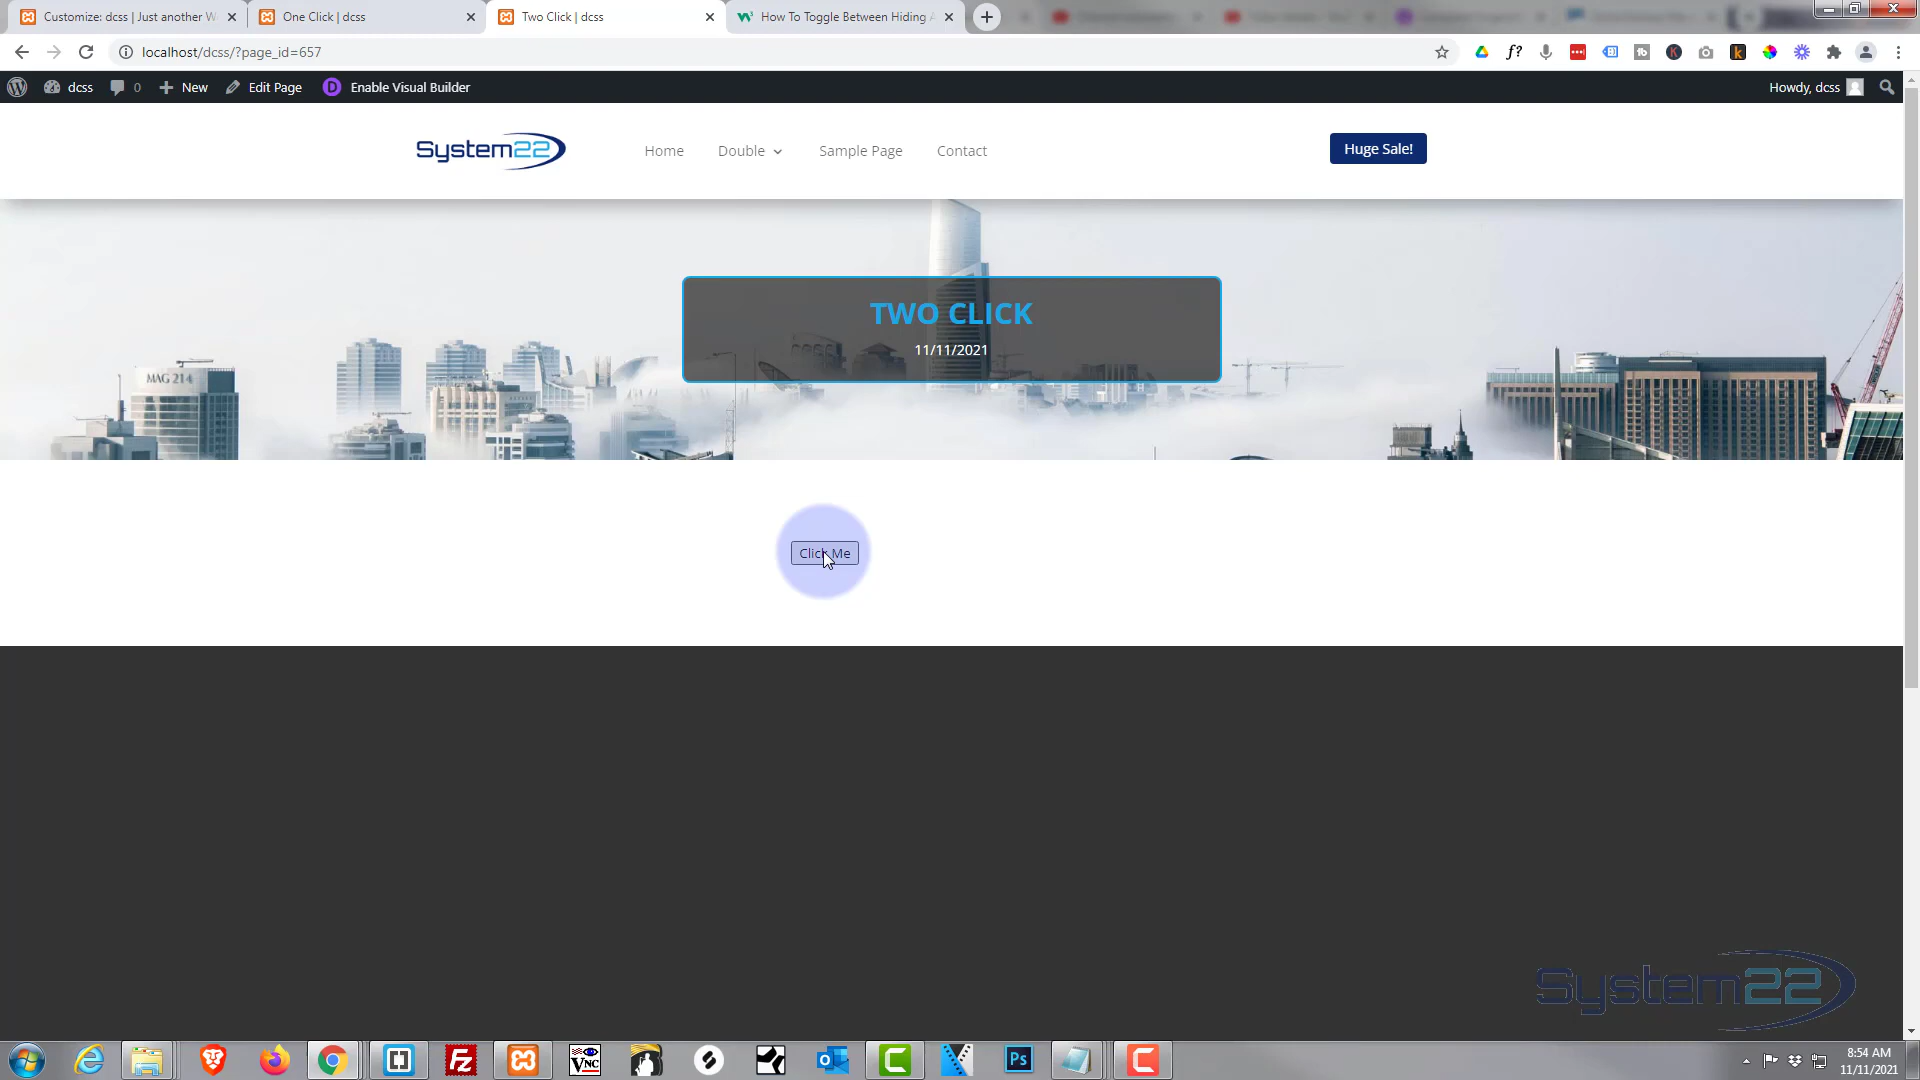 Customize: dcss | Just another W
One Click | dcss
Two Click | dcss
How To Toggle Between Hiding A
localhost/dcss/?page_id=657
dcss
0
New
Edit Page
D
Enable Visual Builder
Howdy, dcss
System22
Home
Double
Sample Page
Contact
Huge Sale!
MAG 214
TWO CLICK
11/11/2021
Click Me
System22
8:54 AM
11/11/2021